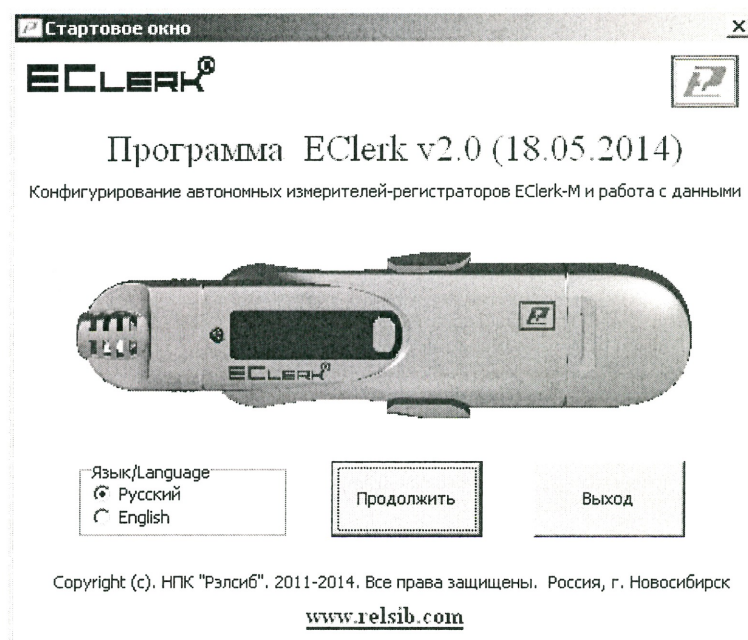 Стартовое окно
ECLERK®
Программа EClerk v2.0 (18.05.2014)
Конфигурирование автономных измерителей-регистраторов EClerk-M и работа с данными
ECLERK®
Язык/Language
Русский
English
Продолжить
Выход
Copyright (c). НПК "Рэлсиб". 2011-2014. Все права защищены. Россия, г. Новосибирск
www.relsib.com